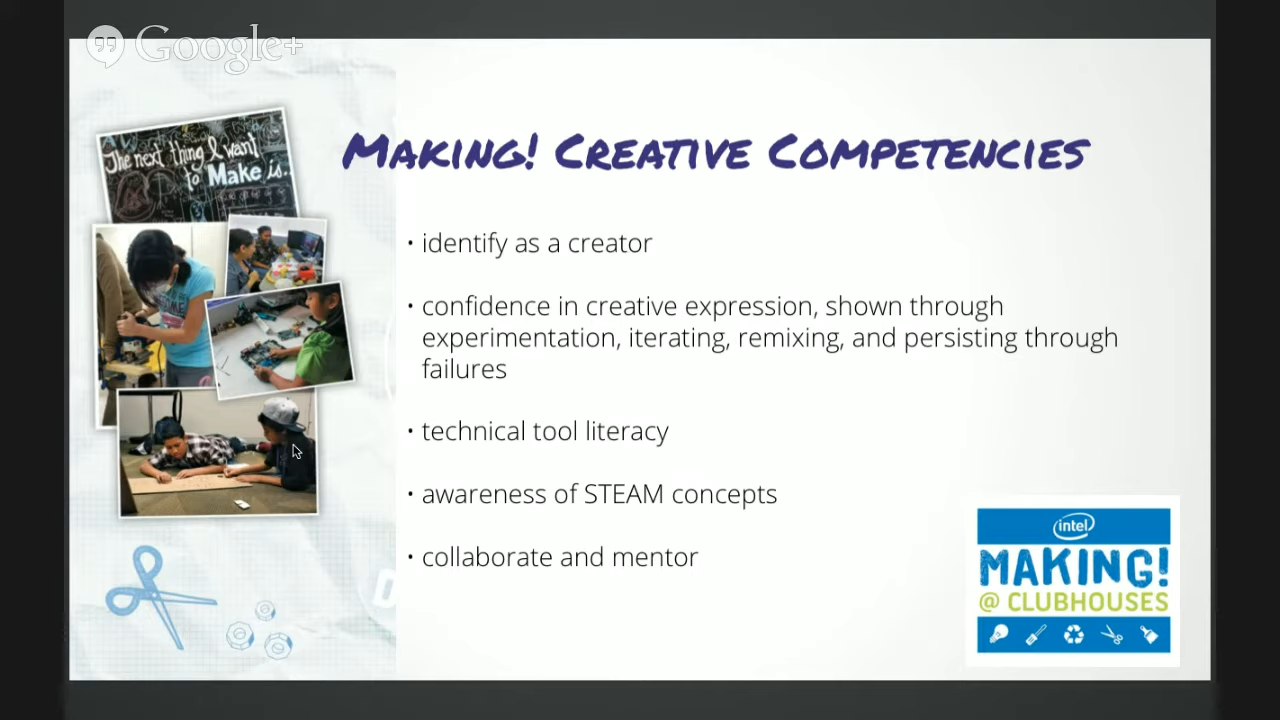 Google+
The next thing I want
to Make is..
MAKING! CREATIVE COMPETENCIES
• identify as a creator
• confidence in creative expression, shown through
experimentation, iterating, remixing, and persisting through
failures
• technical tool literacy
• awareness of STEAM concepts
• collaborate and mentor
intel
MAKING!
@ CLUBHOUSES